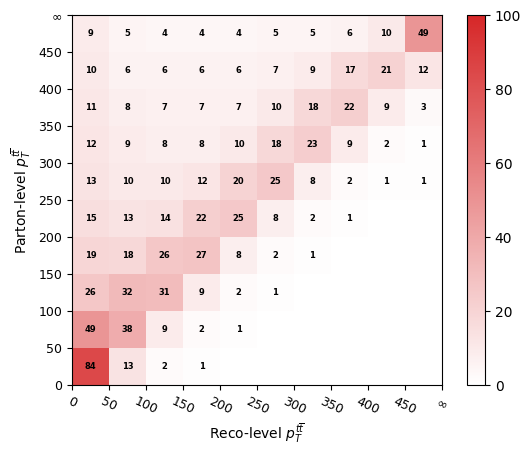 ∞
9 5 4 4 4 5 5 6 10 49
450
10 6 6 6 6 7 9 17 21 12
400
11 8 7 7 7 10 18 22 9 3
350
12 9 8 8 10 18 23 9 2 1
300
13 10 10 12 20 25 8 2 1 1
250
15 13 14 22 25 8 2 1
200
19 18 26 27 8 2 1
150
26 32 31 9 2 1
100
49 38 9 2 1
50
84 13 2 1
0
Parton-level $p_T^{t\bar{t}}$
0 50 100 150 200 250 300 350 400 450 ∞
Reco-level $p_T^{t\bar{t}}$
100
80
60
40
20
0